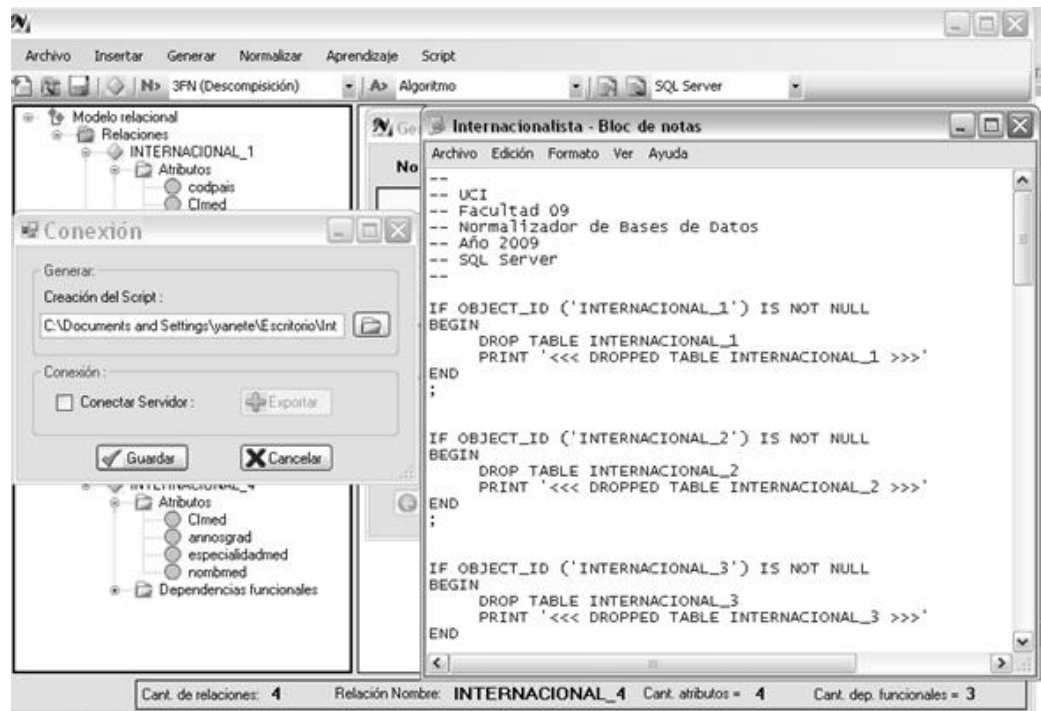 Archivo Insertar Generar Normalizar Aprendizaje Script
N> 3FN (Descompisición) A> Algoritmo SQL Server
Modelo relacional
Relaciones
INTERNACIONAL_1
Atributos
codpais
CImed
Conexión
Generar:
Creación del Script :
C:\Documents and Settings\yanete\Escritorio\Int
Conexión :
Conectar Servidor : Exportar
Guardar Cancelar
INTERNACIONAL_4
Atributos
CImed
annosgrad
especialidadmed
nombmed
Dependencias funcionales
Ge
No
Internacionalista - Bloc de notas
Archivo Edición Formato Ver Ayuda
--
-- UCI
-- Facultad 09
-- Normalizador de Bases de Datos
-- Año 2009
-- SQL Server
--
IF OBJECT_ID ('INTERNACIONAL_1') IS NOT NULL
BEGIN
DROP TABLE INTERNACIONAL_1
PRINT '<<< DROPPED TABLE INTERNACIONAL_1 >>>'
END
;
IF OBJECT_ID ('INTERNACIONAL_2') IS NOT NULL
BEGIN
DROP TABLE INTERNACIONAL_2
PRINT '<<< DROPPED TABLE INTERNACIONAL_2 >>>'
END
;
IF OBJECT_ID ('INTERNACIONAL_3') IS NOT NULL
BEGIN
DROP TABLE INTERNACIONAL_3
PRINT '<<< DROPPED TABLE INTERNACIONAL_3 >>>'
END
Cant. de relaciones: 4 Relación Nombre: INTERNACIONAL_4 Cant. atributos = 4 Cant. dep. funcionales = 3